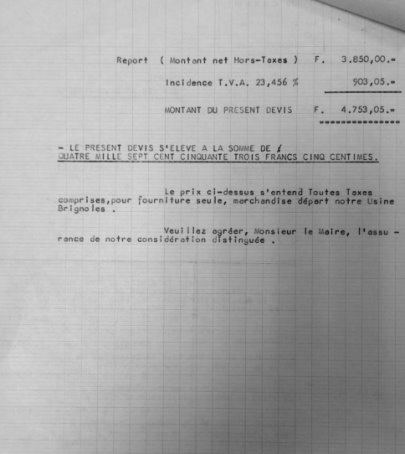 Report ( Montant net Hors-Taxes ) F. 3.850,00.=
Incidence T.V.A. 23,456 % 903,05.=
MONTANT DU PRESENT DEVIS F. 4.753,05.=
- LE PRESENT DEVIS S'ELEVE A LA SOMME DE /
QUATRE MILLE SEPT CENT CINQUANTE TROIS FRANCS CINQ CENTIMES.
Le prix ci-dessus s'entend Toutes Taxes
comprises,pour fourniture seule, marchandise départ notre Usine
Brignoles .
Veuillez agréer, Monsieur le Maire, l'assu -
rance de notre considération distinguée .